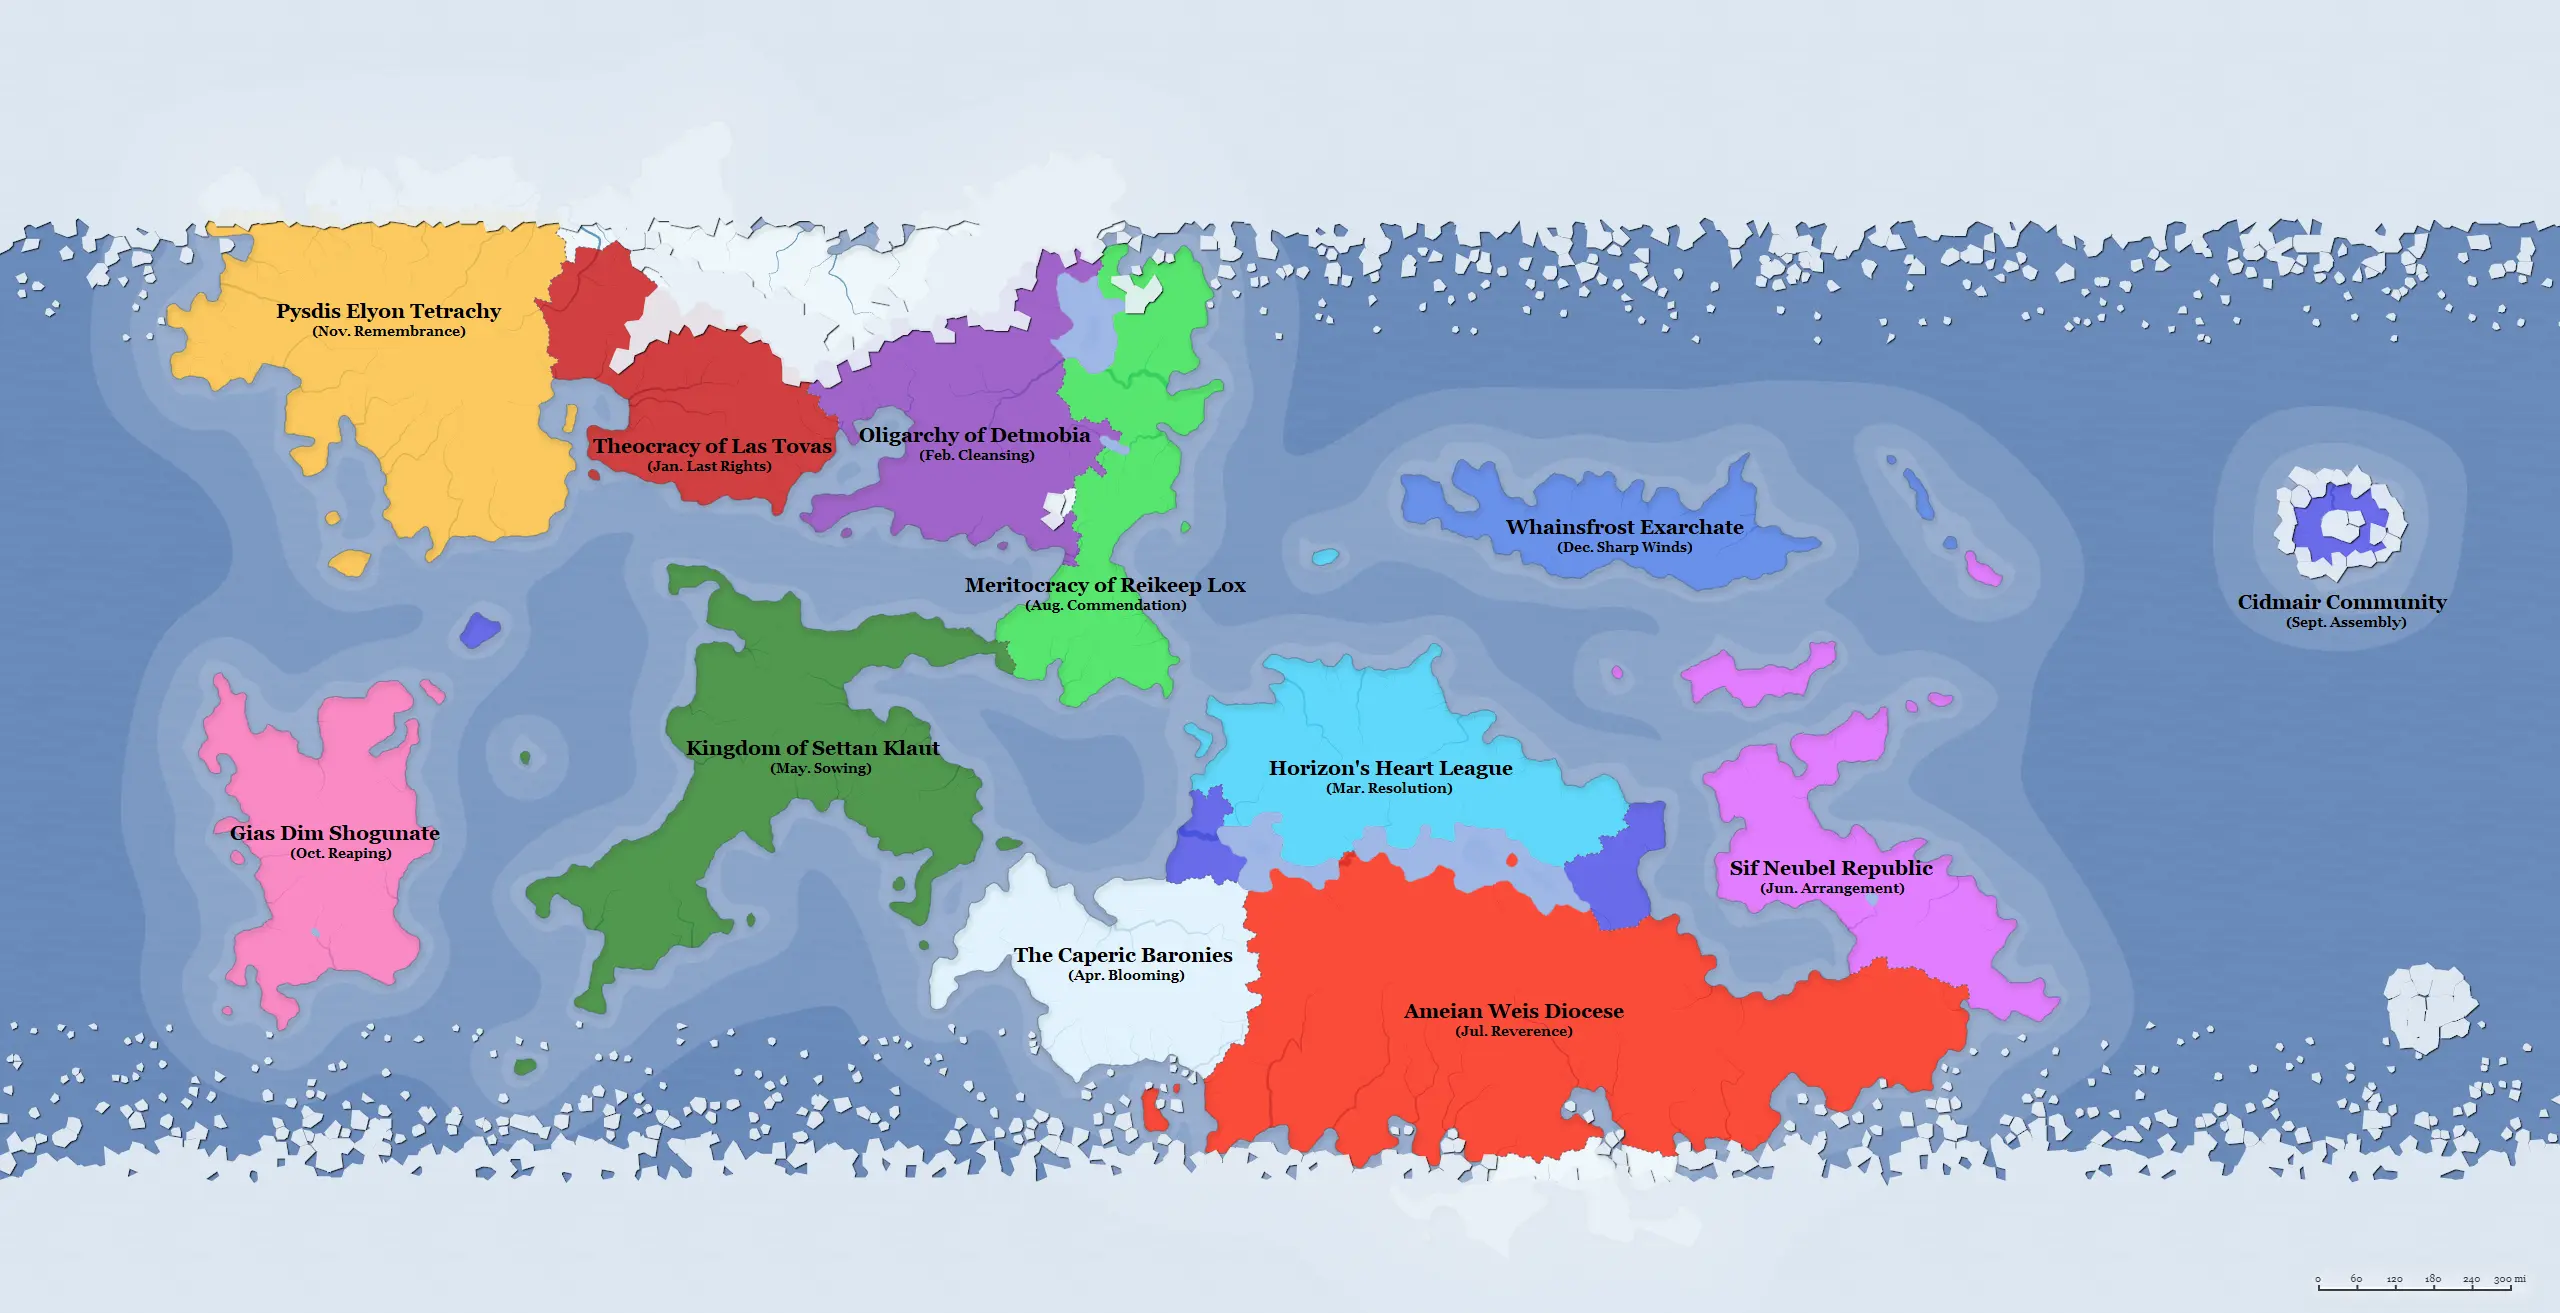 Pysdis Elyon Tetrachy
(Nov. Remembrance)
Theocracy of Las Tovas
(Jan. Last Rights)
Oligarchy of Detmobia
(Feb. Cleansing)
Whainsfrost Exarchate
(Dec. Sharp Winds)
Meritocracy of Reikeep Lox
(Aug. Commendation)
Cidmair Community
(Sept. Assembly)
Kingdom of Settan Klaut
(May. Sowing)
Horizon's Heart League
(Mar. Resolution)
Gias Dim Shogunate
(Oct. Reaping)
Sif Neubel Republic
(Jun. Arrangement)
The Caperic Baronies
(Apr. Blooming)
Ameian Weis Diocese
(Jul. Reverence)
0 60 120 180 240 300 mi